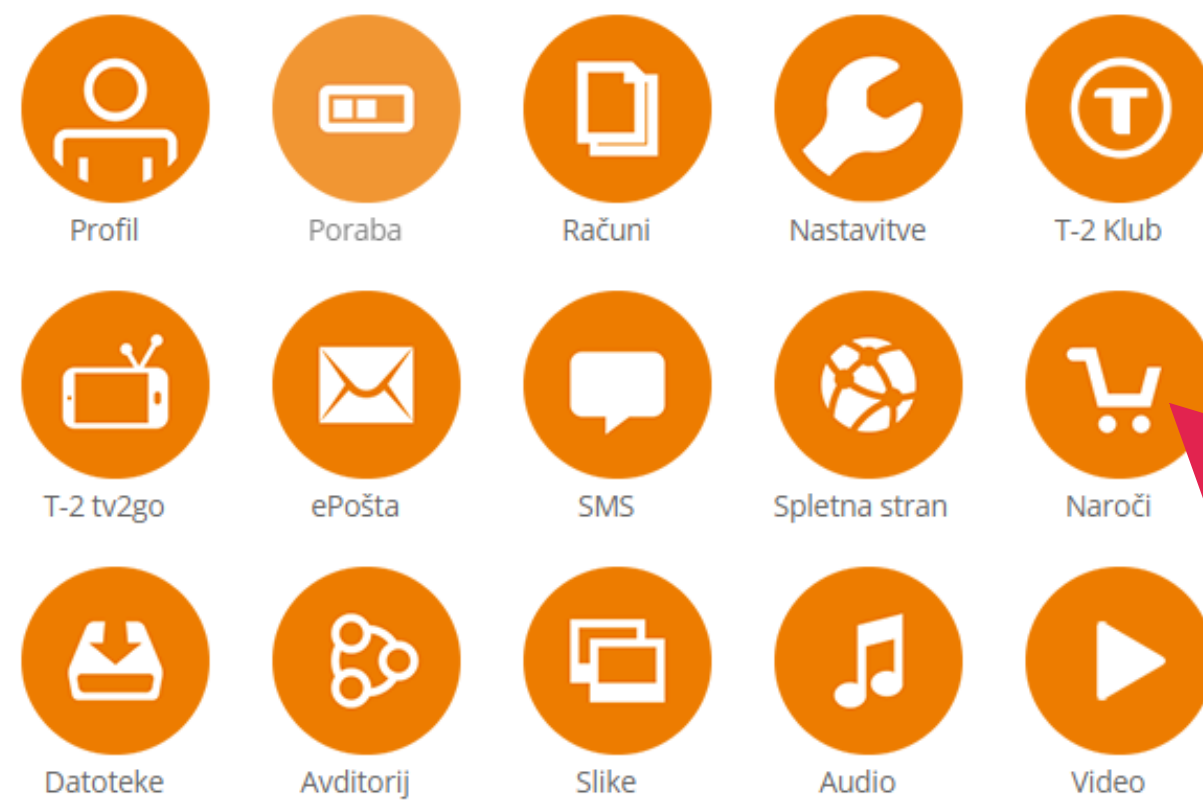 Profil
Poraba
Računi
Nastavitve
T
T-2 Klub
T-2 tv2go
ePošta
SMS
Spletna stran
Naroči
Datoteke
Avditorij
Slike
Audio
Video